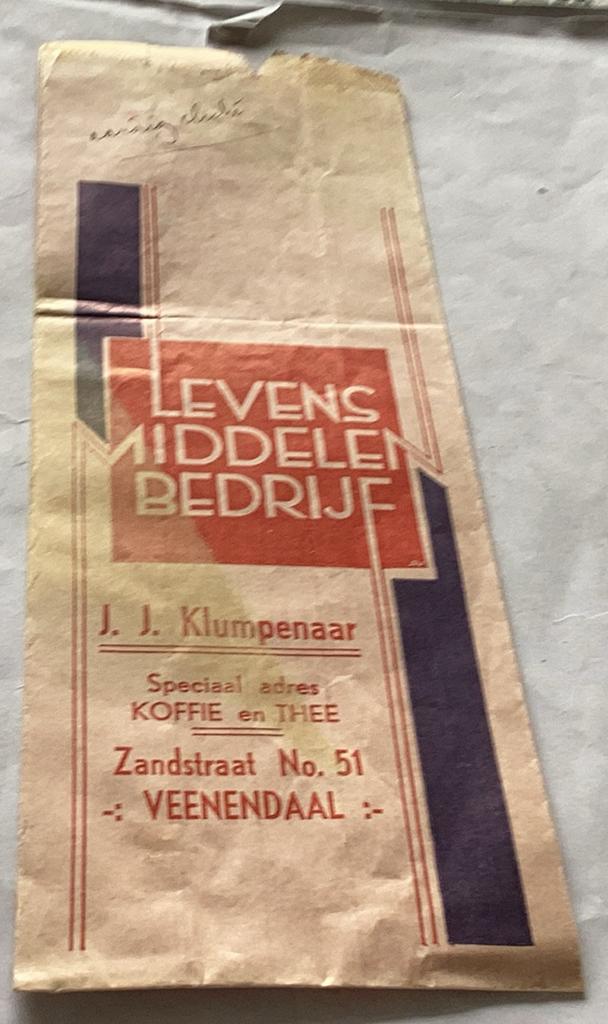 LEVENS
MIDDELEN
BEDRIJF
J. J. Klumpenaar
Speciaal adres
KOFFIE en THEE
Zandstraat No. 51
-: VEENENDAAL :-